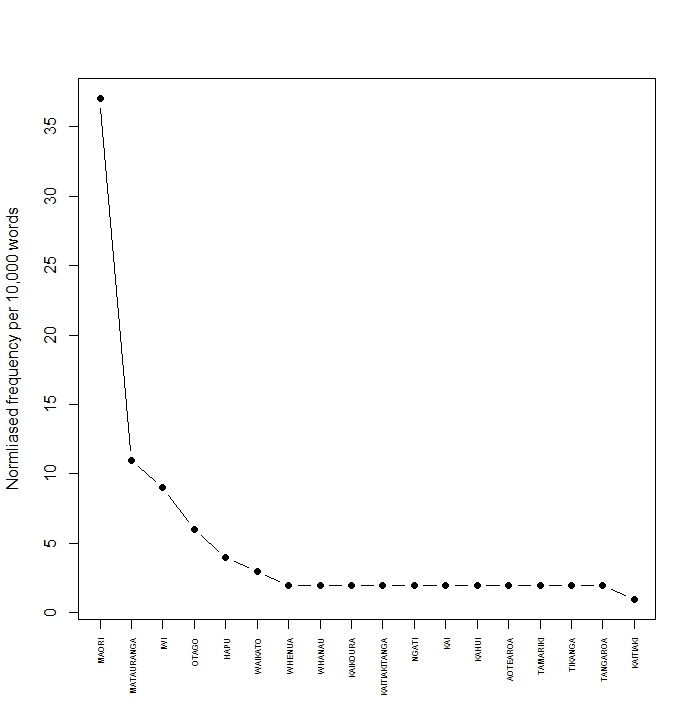 Normliased frequency per 10,000 words
35
30
25
20
15
10
5
0
MAORI
MATAURANGA
IWI
OTAGO
HAPU
WAIKATO
WHENUA
WHANAU
KAIKOURA
KAITIAKITANGA
NGATI
KAI
KAHUI
AOTEAROA
TAMARIKI
TIKANGA
TANGAROA
KAITIAKI